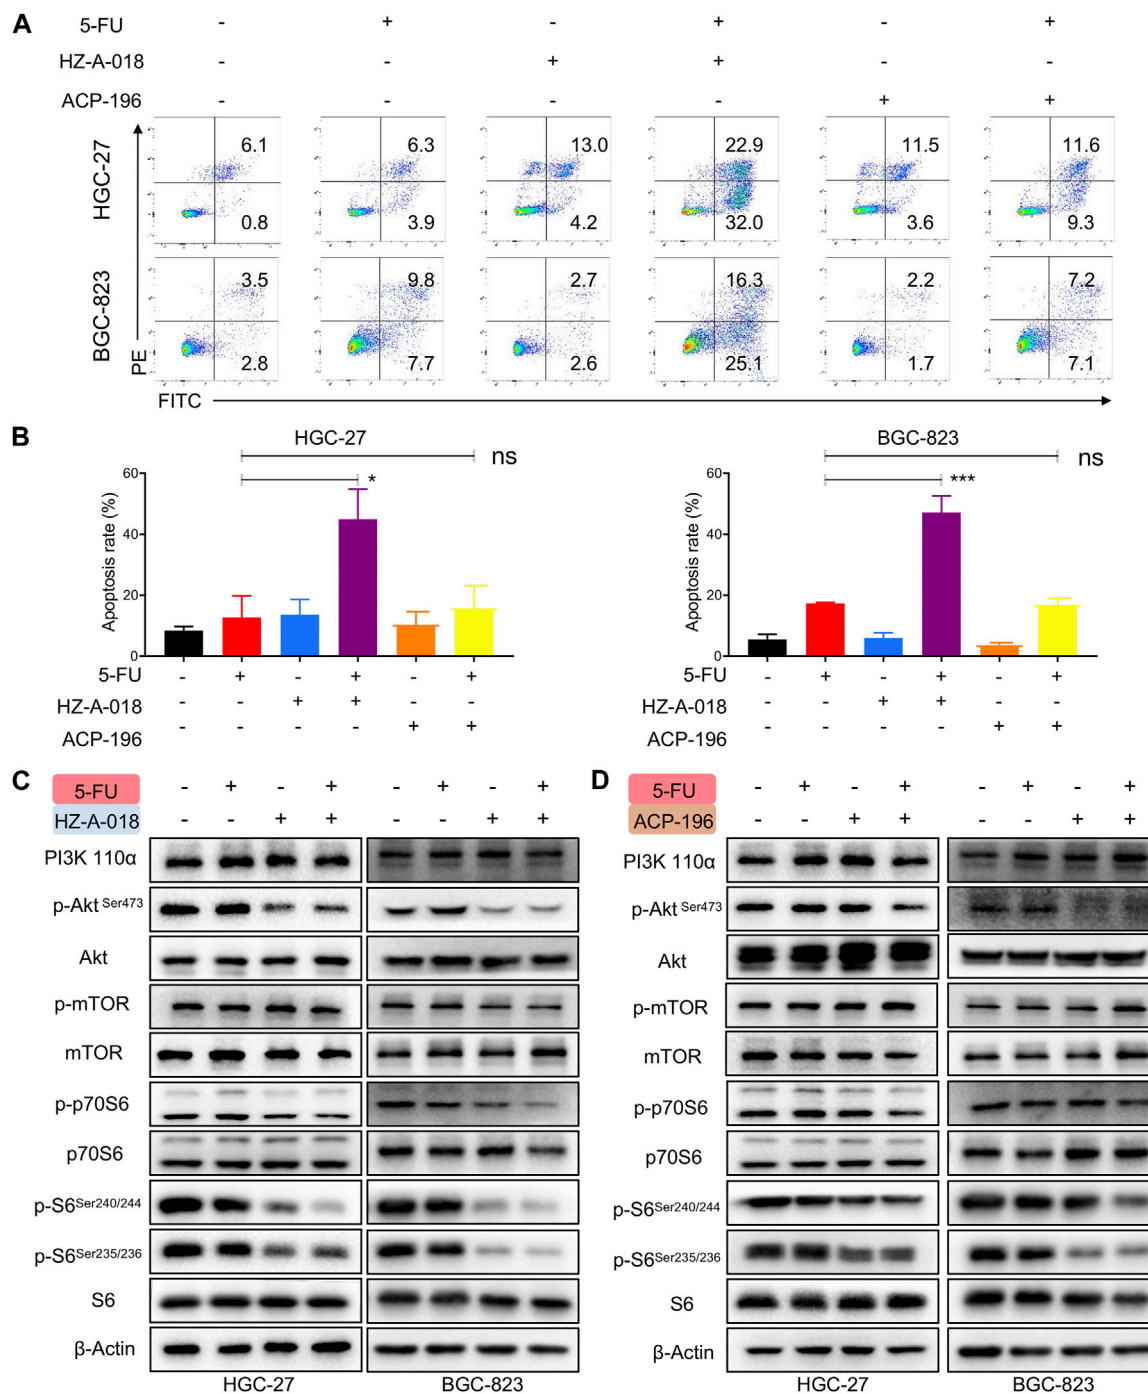 A
5-FU - + - + - +
HZ-A-018 - - + + - -
ACP-196 - - - - + +
HGC-27
6.1 6.3 13.0 22.9 11.5 11.6
0.8 3.9 4.2 32.0 3.6 9.3
BGC-823
3.5 9.8 2.7 16.3 2.2 7.2
2.8 7.7 2.6 25.1 1.7 7.1
PE
FITC
B
HGC-27
ns
*
Apoptosis rate (%)
60
40
20
0
5-FU - + - + - +
HZ-A-018 - - + + - -
ACP-196 - - - - + +
BGC-823
ns
***
Apoptosis rate (%)
60
40
20
0
5-FU - + - + - +
HZ-A-018 - - + + - -
ACP-196 - - - - + +
C
5-FU - + - + - + - +
HZ-A-018 - - + + - - + +
PI3K 110α
p-Akt Ser473
Akt
p-mTOR
mTOR
p-p70S6
p70S6
p-S6Ser240/244
p-S6Ser235/236
S6
β-Actin
HGC-27 BGC-823
D
5-FU - + - + - + - +
ACP-196 - - + + - - + +
PI3K 110α
p-Akt Ser473
Akt
p-mTOR
mTOR
p-p70S6
p70S6
p-S6Ser240/244
p-S6Ser235/236
S6
β-Actin
HGC-27 BGC-823